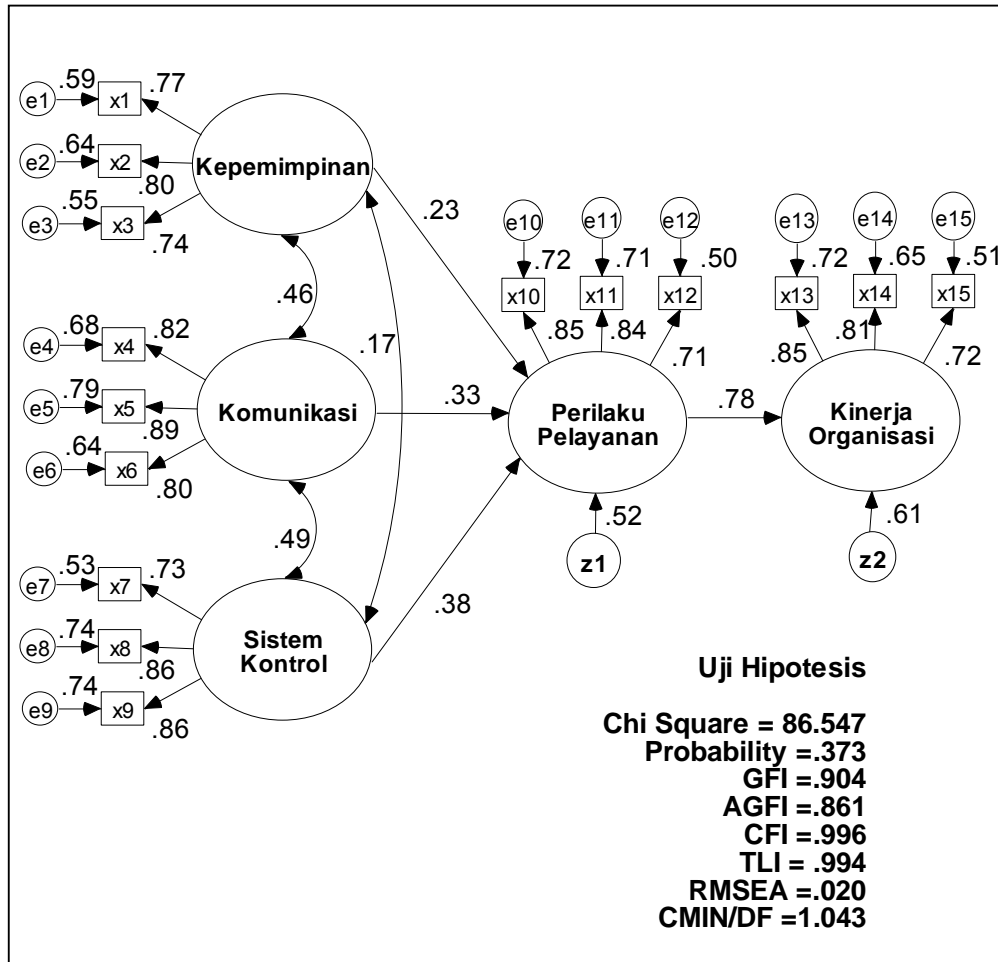 e1
.59
x1
.77
e2
.64
x2
.80
e3
.55
x3
.74
Kepemimpinan
.46
.17
e4
.68
x4
.82
e5
.79
x5
.89
e6
.64
x6
.80
Komunikasi
.49
e7
.53
x7
.73
e8
.74
x8
.86
e9
.74
x9
.86
Sistem
Kontrol
.23
.33
.38
e10
.72
x10
.85
e11
.71
x11
.84
e12
.50
x12
.71
Perilaku
Pelayanan
.52
z1
.78
e13
.72
x13
.85
e14
.65
x14
.81
e15
.51
x15
.72
Kinerja
Organisasi
.61
z2
Uji Hipotesis
Chi Square = 86.547
Probability =.373
GFI =.904
AGFI =.861
CFI =.996
TLI = .994
RMSEA =.020
CMIN/DF =1.043